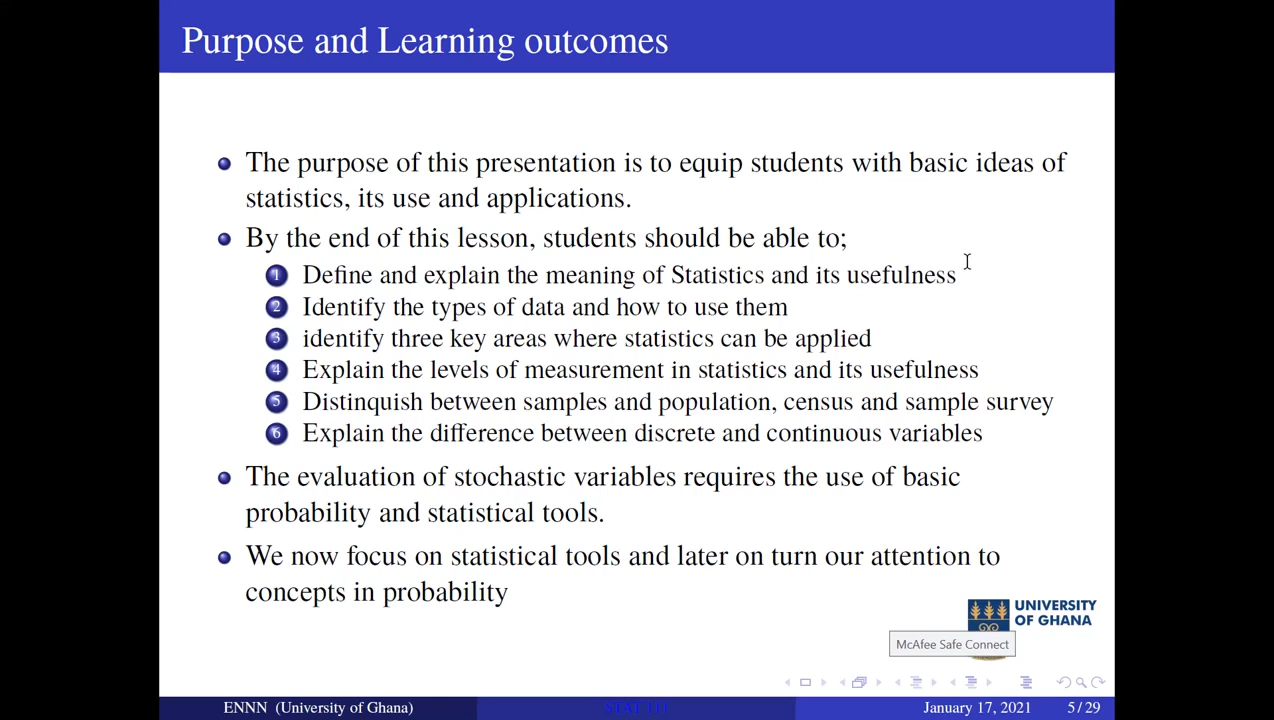 Purpose and Learning outcomes
The purpose of this presentation is to equip students with basic ideas of
statistics, its use and applications.
By the end of this lesson, students should be able to;
1 Define and explain the meaning of Statistics and its usefulness
2 Identify the types of data and how to use them
3 identify three key areas where statistics can be applied
4 Explain the levels of measurement in statistics and its usefulness
5 Distinquish between samples and population, census and sample survey
6 Explain the difference between discrete and continuous variables
The evaluation of stochastic variables requires the use of basic
probability and statistical tools.
We now focus on statistical tools and later on turn our attention to
concepts in probability
UNIVERSITY
OF GHANA
McAfee Safe Connect
ENNN (University of Ghana) STAT 111 January 17, 2021 5 / 29